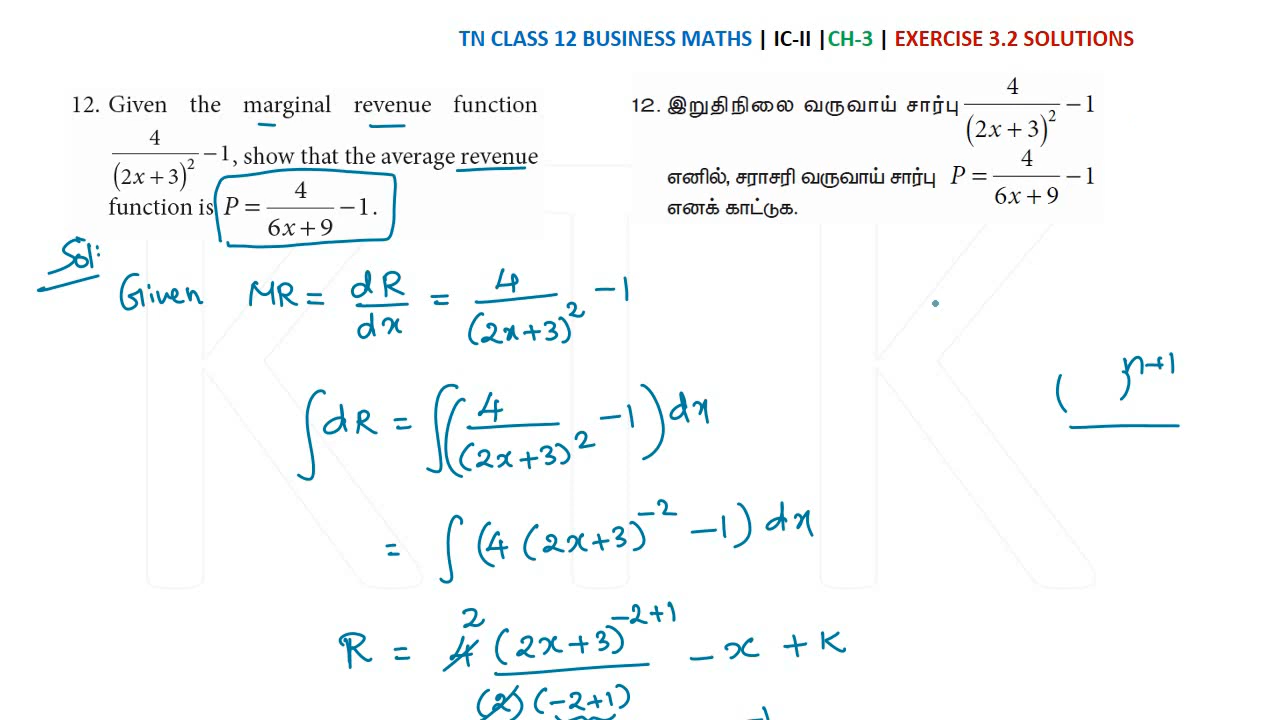 TN CLASS 12 BUSINESS MATHS | IC-II |CH-3 | EXERCISE 3.2 SOLUTIONS
12. Given the marginal revenue function
4/(2x+3)² −1, show that the average revenue
function is P = 4/(6x+9) −1.
12. இறுதிநிலை வருவாய் சார்பு 4/(2x+3)² −1
எனில், சராசரி வருவாய் சார்பு P = 4/(6x+9) −1
எனக் காட்டுக.
Sol:
Given MR = dR/dx = 4/(2x+3)² −1
( )ⁿ⁺¹
∫dR = ∫(4/(2x+3)² −1)dx
= ∫(4(2x+3)⁻² −1)dx
R = 4 2 (2x+3)⁻²⁺¹/(2)(−2+1) − x + K